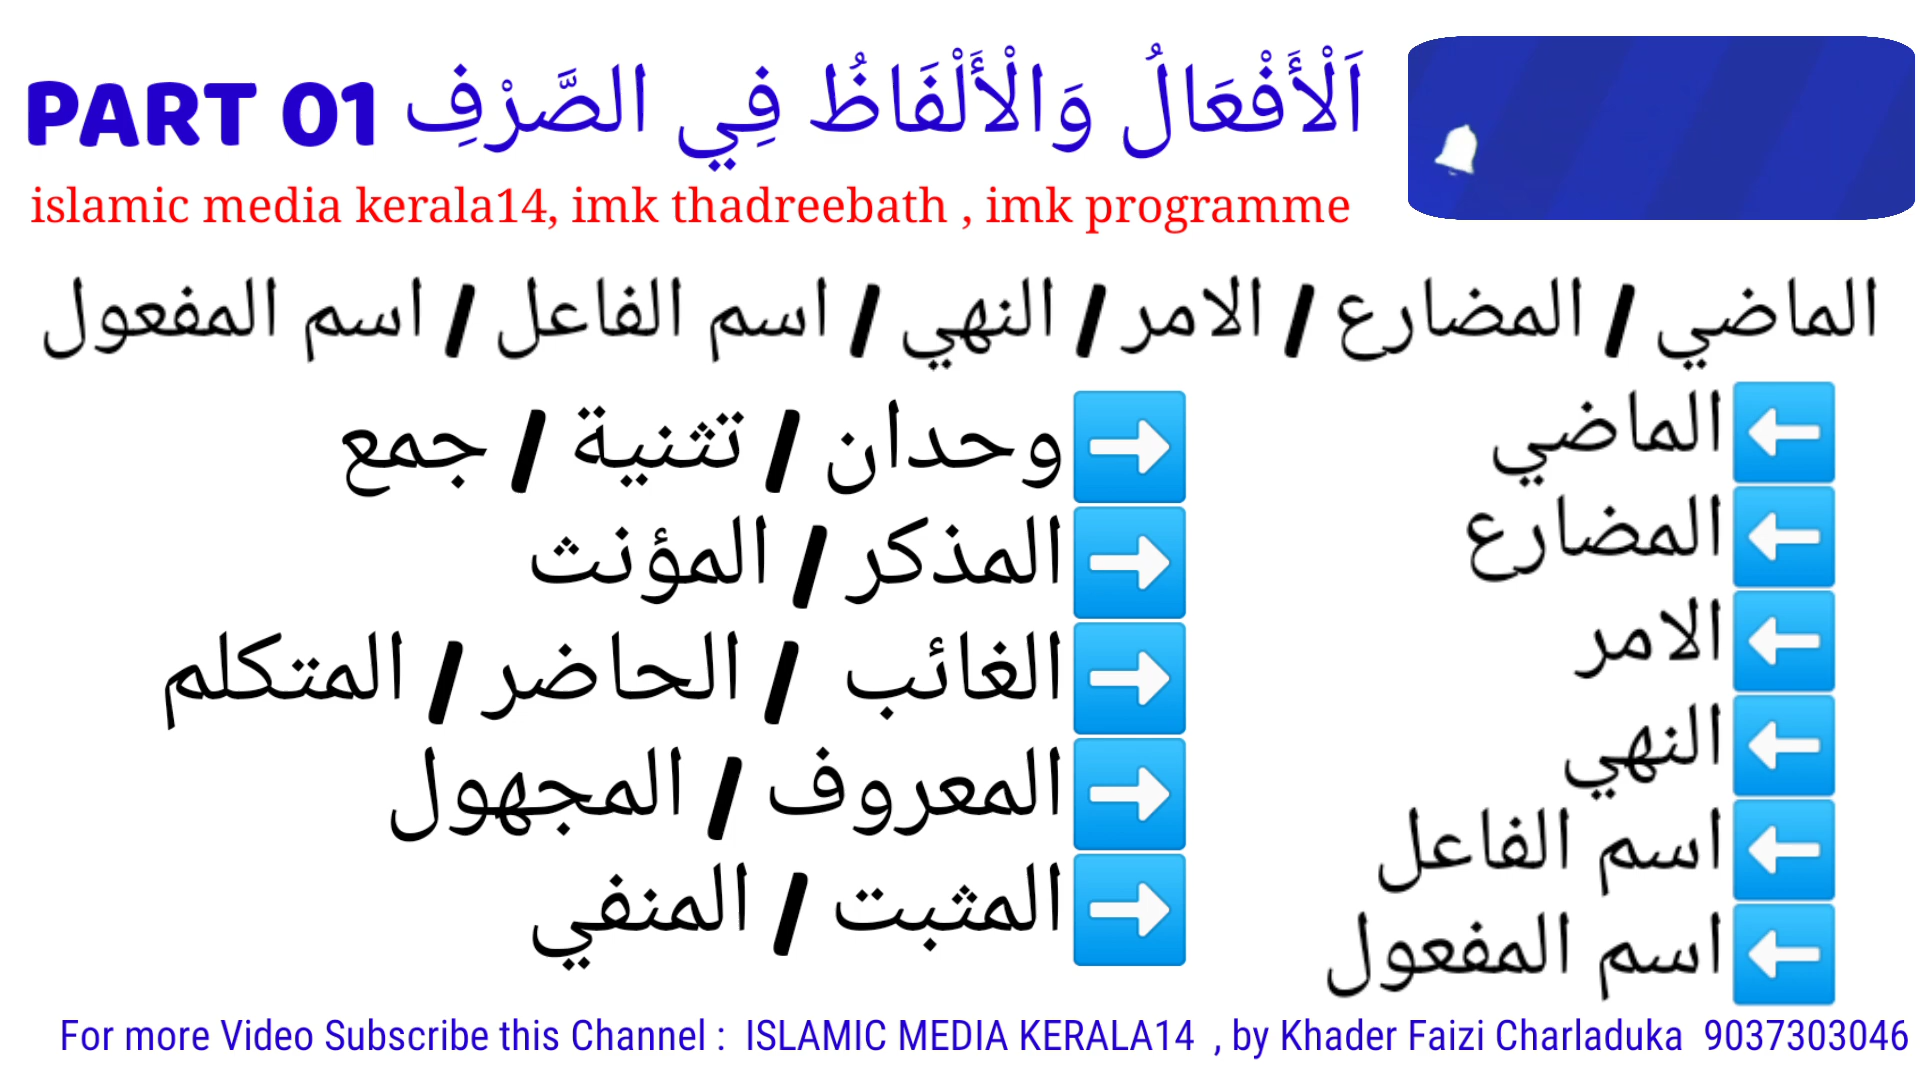 PART 01 اَلْأَفْعَالُ وَالْأَلْفَاظُ فِي الصَّرْفِ
islamic media kerala14, imk thadreebath , imk programme
الماضي / المضارع / الامر / النهي / اسم الفاعل / اسم المفعول
الماضي
المضارع
الامر
النهي
اسم الفاعل
اسم المفعول
وحدان / تثنية / جمع
المذكر / المؤنث
الغائب / الحاضر / المتكلم
المعروف / المجهول
المثبت / المنفي
For more Video Subscribe this Channel : ISLAMIC MEDIA KERALA14 , by Khader Faizi Charladuka 9037303046